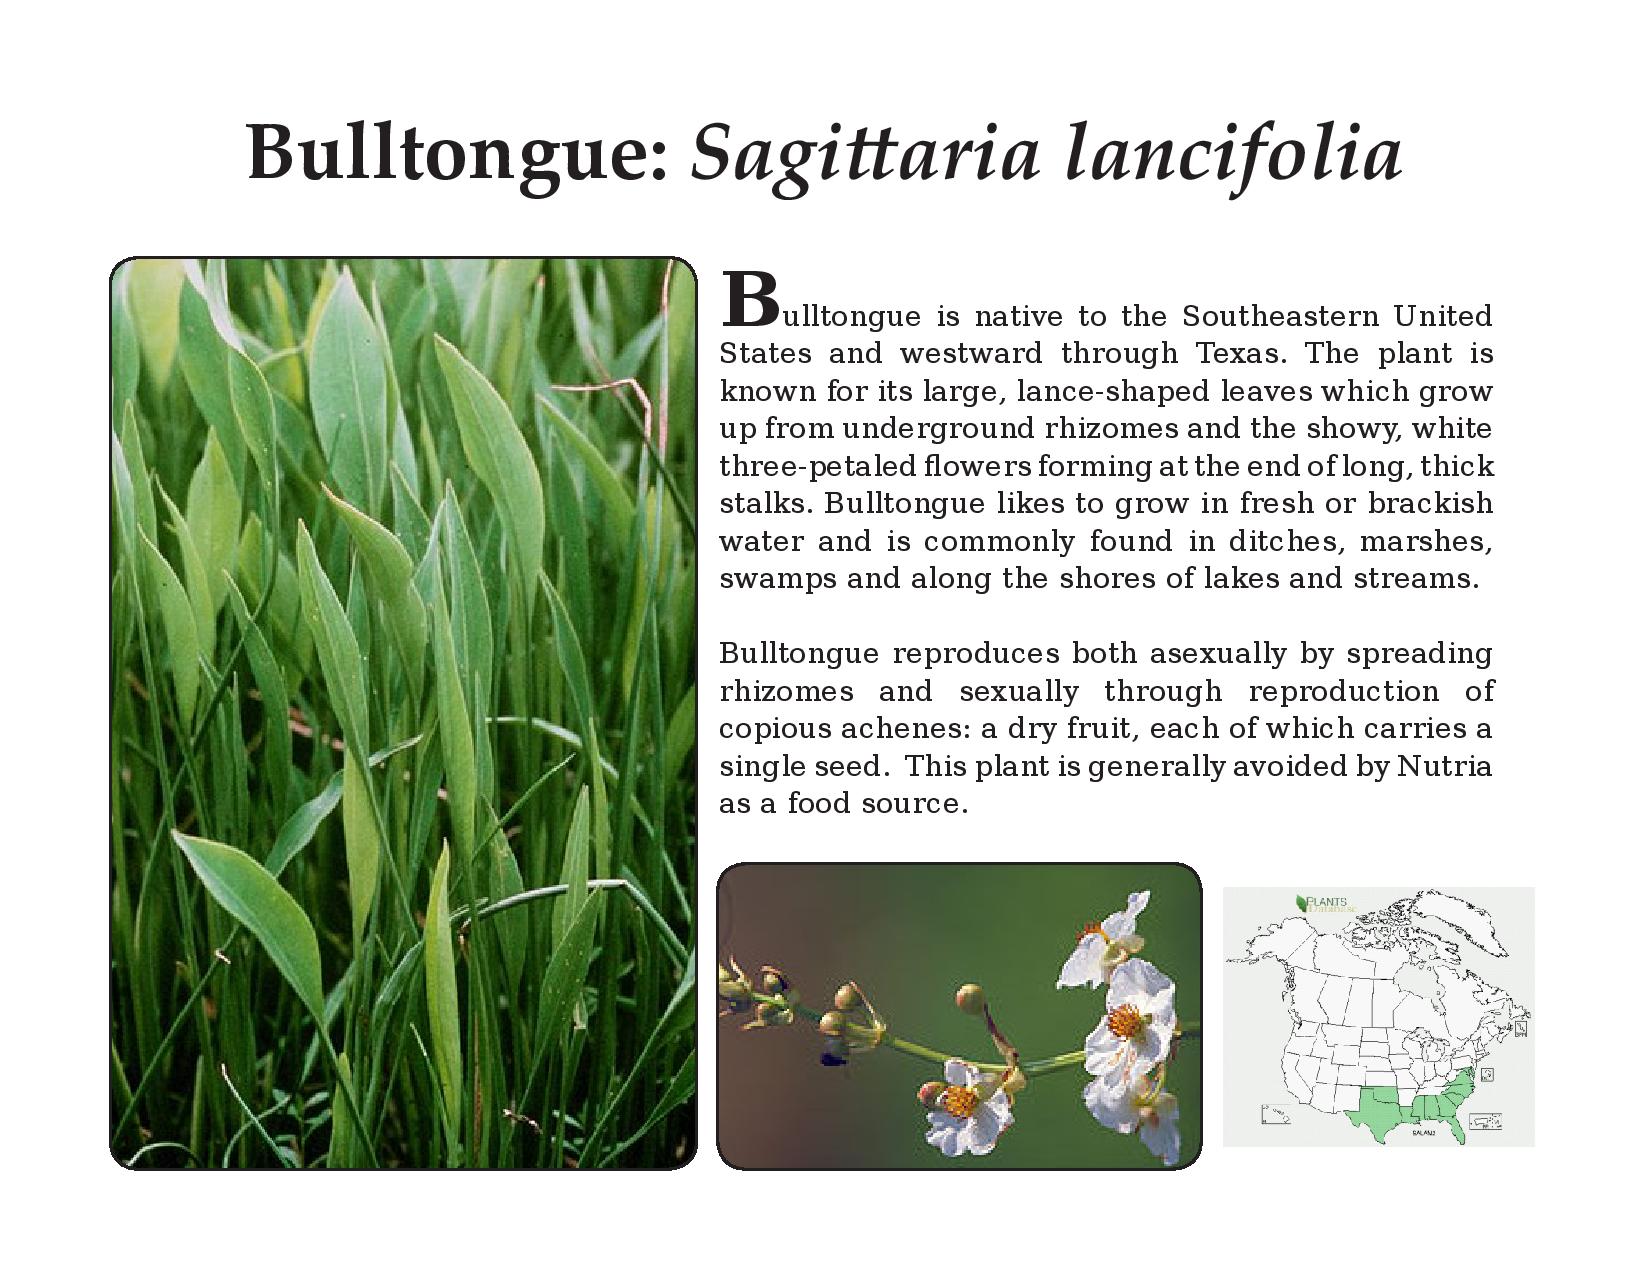 Bulltongue: Sagittaria lancifolia
Bulltongue is native to the Southeastern United
States and westward through Texas. The plant is
known for its large, lance-shaped leaves which grow
up from underground rhizomes and the showy, white
three-petaled flowers forming at the end of long, thick
stalks. Bulltongue likes to grow in fresh or brackish
water and is commonly found in ditches, marshes,
swamps and along the shores of lakes and streams.
Bulltongue reproduces both asexually by spreading
rhizomes and sexually through reproduction of
copious achenes: a dry fruit, each of which carries a
single seed. This plant is generally avoided by Nutria
as a food source.
PLANTS
Database